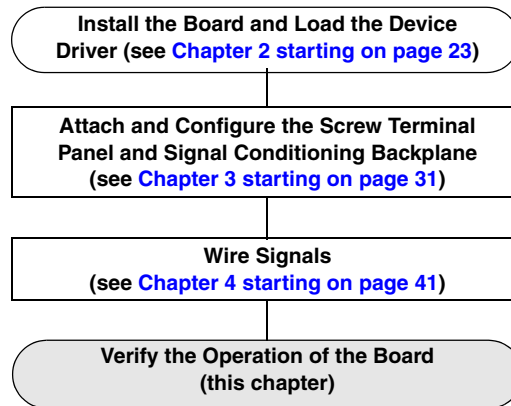 Install the Board and Load the Device
Driver (see Chapter 2 starting on page 23)
Attach and Configure the Screw Terminal
Panel and Signal Conditioning Backplane
(see Chapter 3 starting on page 31)
Wire Signals
(see Chapter 4 starting on page 41)
Verify the Operation of the Board
(this chapter)